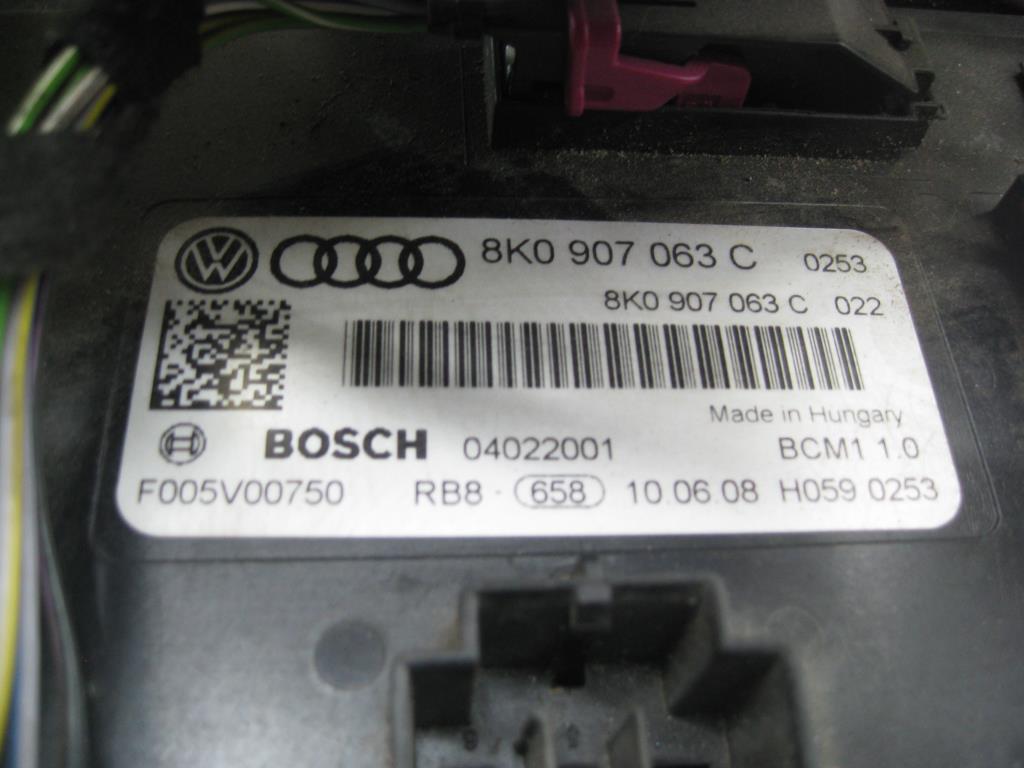 8K0 907 063 C 0253
8K0 907 063 C 022
Made in Hungary
BOSCH 04022001 BCM1 1.0
F005V00750 RB8 · 658 10.06.08 H059 0253